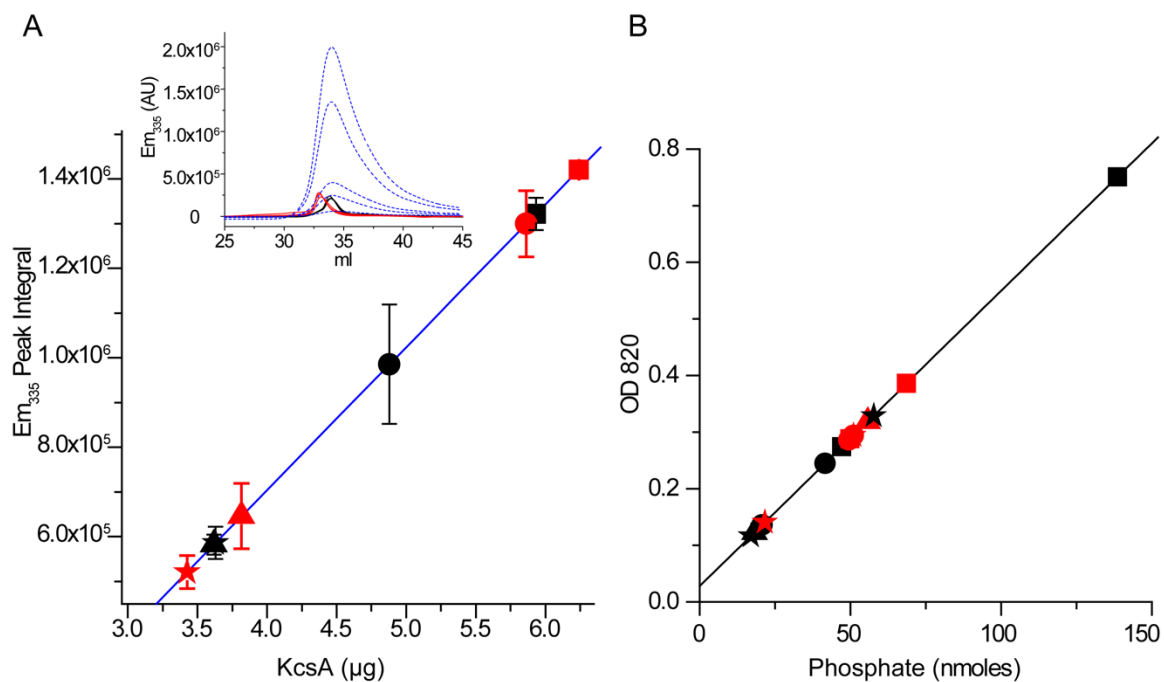 A
B
Em₃₃₅ (AU)
2.0x10⁶
1.5x10⁶
1.0x10⁶
5.0x10⁵
0
25 30 35 40 45
ml
Em₃₃₅ Peak Integral
1.4x10⁶
1.2x10⁶
1.0x10⁶
8.0x10⁵
6.0x10⁵
3.0 3.5 4.0 4.5 5.0 5.5 6.0
KcsA (µg)
OD 820
0.8
0.6
0.4
0.2
0.0
0 50 100 150
Phosphate (nmoles)